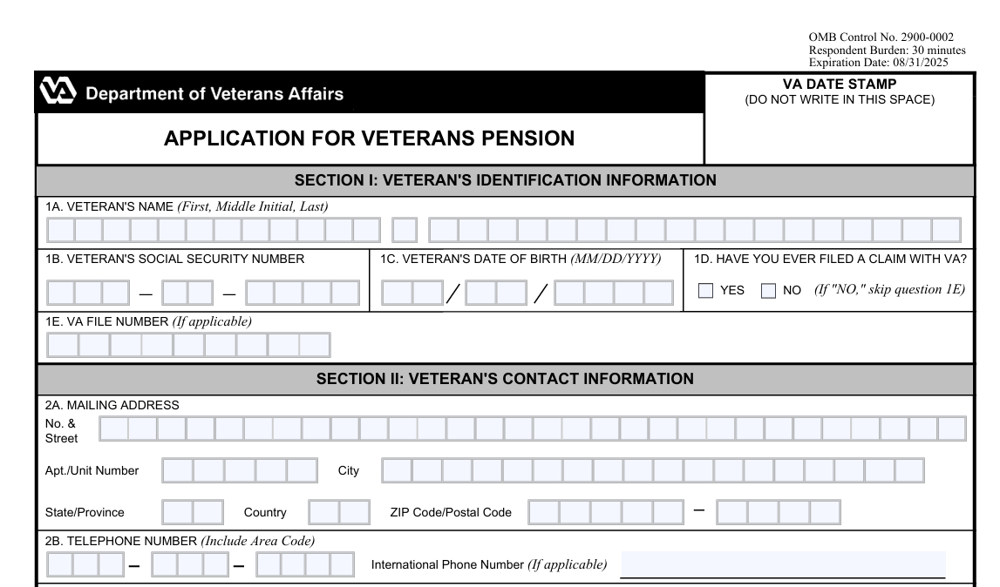 OMB Control No. 2900-0002
Respondent Burden: 30 minutes
Expiration Date: 08/31/2025
VA Department of Veterans Affairs
VA DATE STAMP
(DO NOT WRITE IN THIS SPACE)
APPLICATION FOR VETERANS PENSION
SECTION I: VETERAN'S IDENTIFICATION INFORMATION
1A. VETERAN'S NAME (First, Middle Initial, Last)
1B. VETERAN'S SOCIAL SECURITY NUMBER
1C. VETERAN'S DATE OF BIRTH (MM/DD/YYYY)
1D. HAVE YOU EVER FILED A CLAIM WITH VA?
YES NO (If "NO," skip question 1E)
1E. VA FILE NUMBER (If applicable)
SECTION II: VETERAN'S CONTACT INFORMATION
2A. MAILING ADDRESS
No. &
Street
Apt./Unit Number City
State/Province Country ZIP Code/Postal Code
2B. TELEPHONE NUMBER (Include Area Code)
International Phone Number (If applicable)